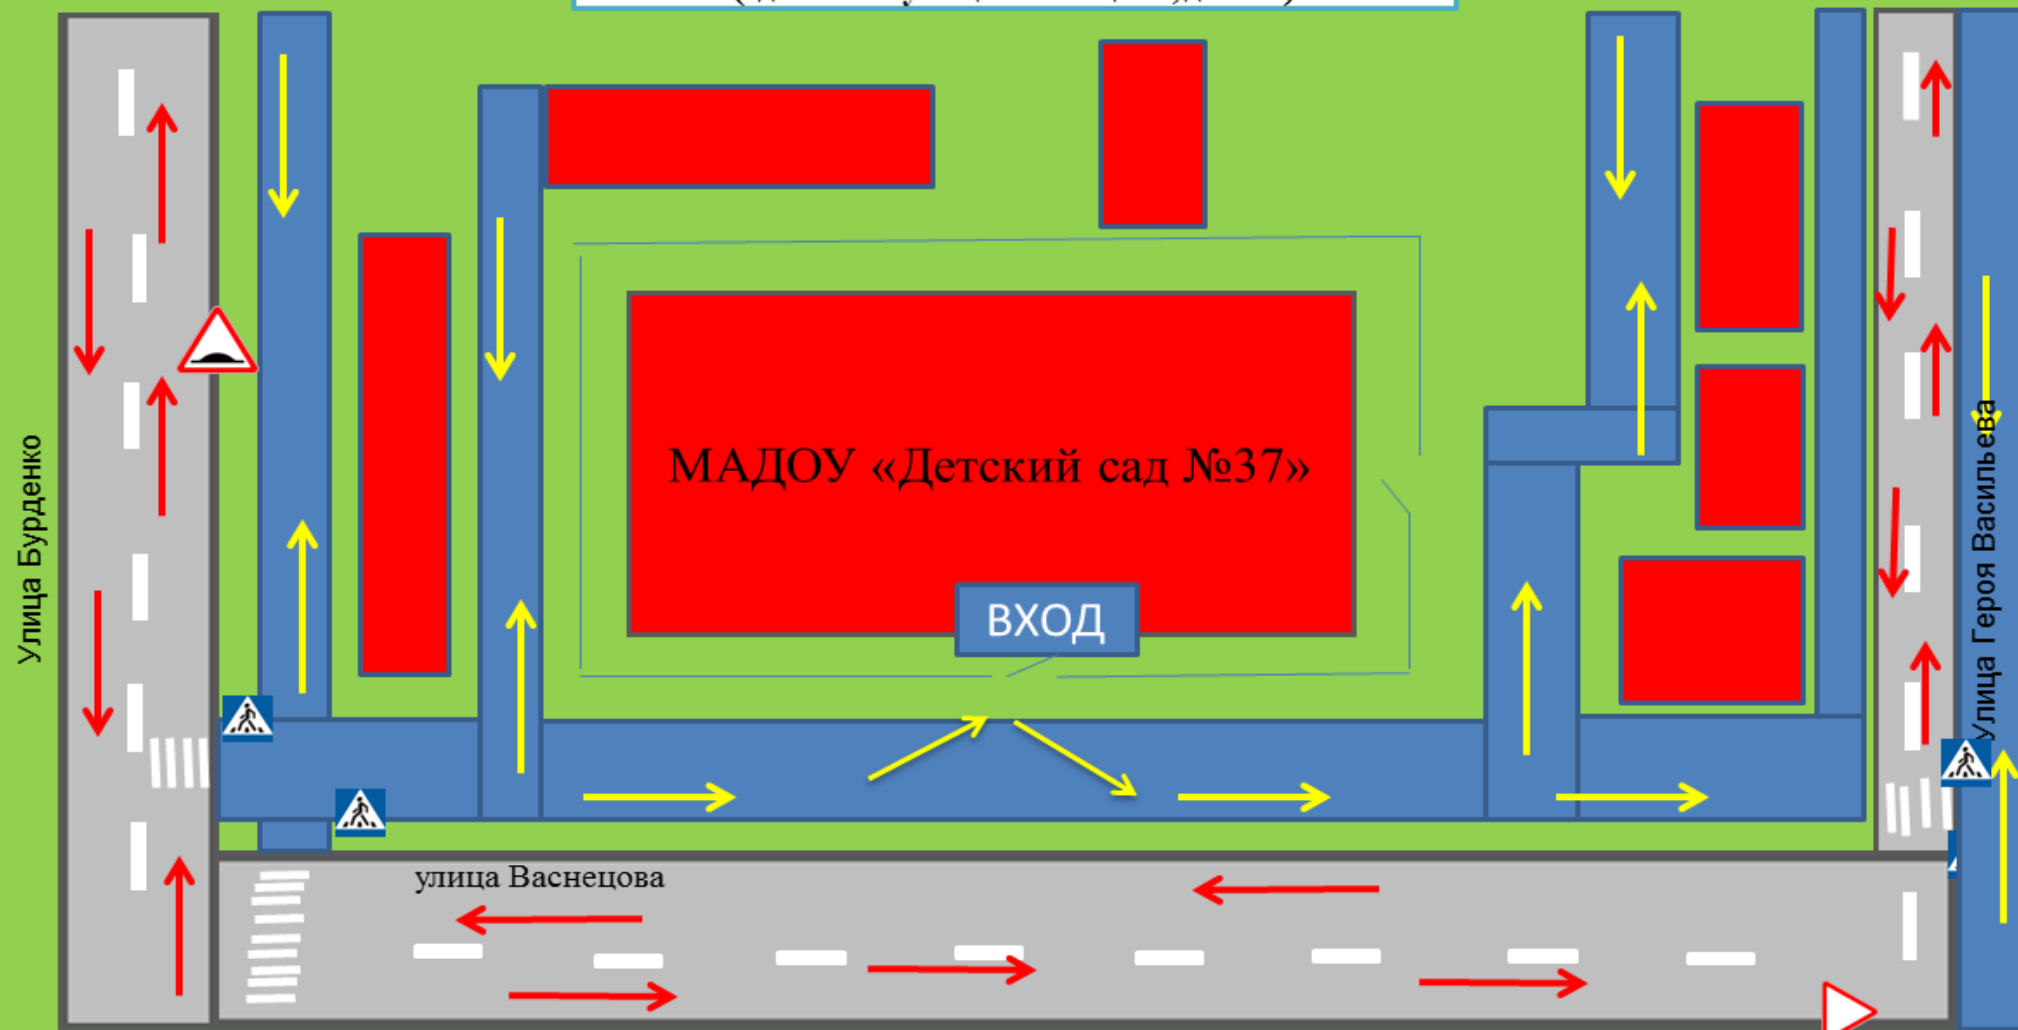 Улица Бурденко
МАДОУ «Детский сад №37»
ВХОД
улица Васнецова
Улица Героя Васильева